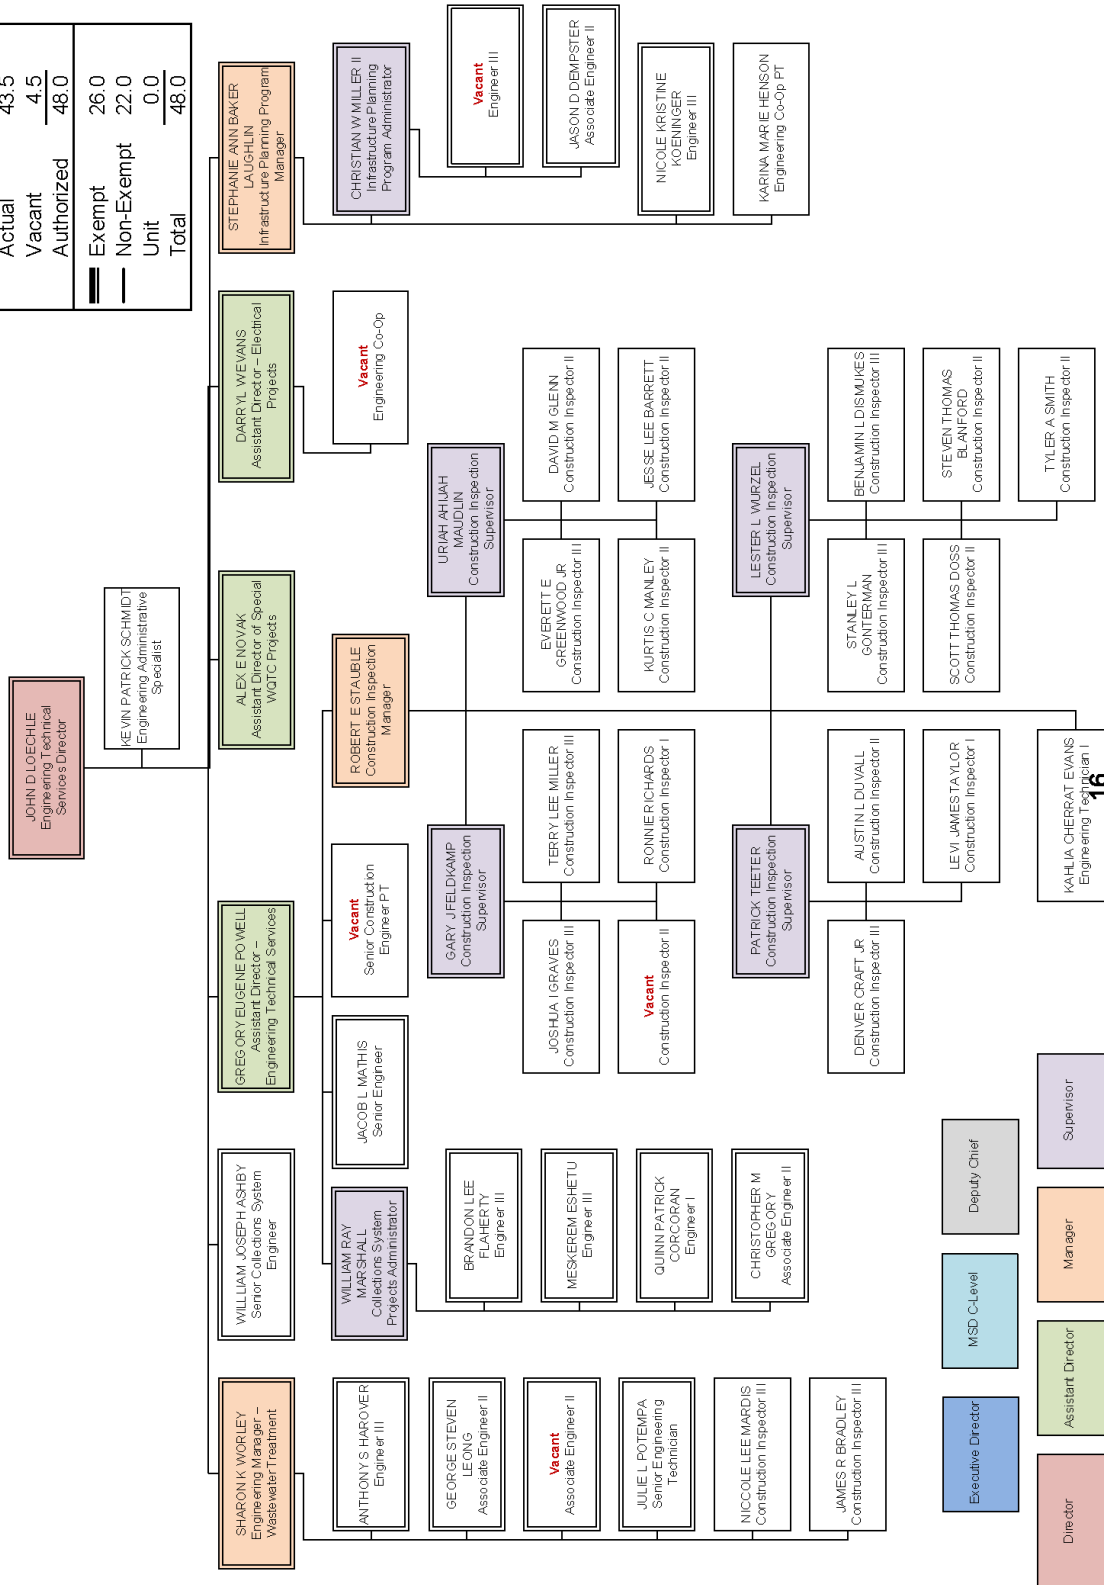 Actual 43.5
Vacant 4.5
Authorized 48.0
Exempt 26.0
Non-Exempt 22.0
Unit 0.0
Total 48.0
JOHN D LOECHLE
Engineering Technical
Services Director
KEVIN PATRICK SCHMIDT
Engineering Administrative
Specialist
SHARON K WORLEY
Engineering Manager –
Wastewater Treatment
WILLIAM JOSEPH ASHBY
Senior Collections System
Engineer
GREGORY EUGENE POWELL
Assistant Director –
Engineering Technical Services
ALEX E NOVAK
Assistant Director of Special
WQTC Projects
DARRYL W EVANS
Assistant Director – Electrical
Projects
STEPHANIE ANN BAKER
LAUGHLIN
Infrastructure Planning Program
Manager
ANTHONY S HAROVER
Engineer III
GEORGE STEVEN
LEONG
Associate Engineer II
Vacant
Associate Engineer II
JULIE L POTEMPA
Senior Engineering
Technician
NICCOLE LEE MARDIS
Construction Inspector III
JAMES R BRADLEY
Construction Inspector III
WILLIAM RAY
MARSHALL
Collections System
Projects Administrator
JACOB L MATHIS
Senior Engineer
Vacant
Senior Construction
Engineer PT
ROBERT E STAUBLE
Construction Inspection
Manager
BRANDON LEE
FLAHERTY
Engineer III
MESKEREM ESHETU
Engineer III
QUINN PATRICK
CORCORAN
Engineer I
CHRISTOPHER M
GREGORY
Associate Engineer II
GARY J FELDKAMP
Construction Inspection
Supervisor
JOSHUA I GRAVES
Construction Inspector III
TERRY LEE MILLER
Construction Inspector III
Vacant
Construction Inspector II
RONNIE RICHARDS
Construction Inspector I
URIAH AHIJAH
MAUDLIN
Construction Inspection
Supervisor
EVERETT E
GREENWOOD JR
Construction Inspector III
DAVID M GLENN
Construction Inspector II
KURTIS C MANLEY
Construction Inspector II
JESSE LEE BARRETT
Construction Inspector II
PATRICK TEETER
Construction Inspection
Supervisor
DENVER CRAFT JR
Construction Inspector III
AUSTIN L DUVALL
Construction Inspector II
LEVI JAMES TAYLOR
Construction Inspector I
LESTER L WURZEL
Construction Inspection
Supervisor
STANLEY L
GONTERMAN
Construction Inspector III
BENJAMIN L DISMUKES
Construction Inspector III
SCOTT THOMAS DOSS
Construction Inspector II
STEVEN THOMAS
BLANFORD
Construction Inspector II
TYLER A SMITH
Construction Inspector II
KAHLIA CHERRAT EVANS
Engineering Technician I
Vacant
Engineering Co-Op
CHRISTIAN W MILLER II
Infrastructure Planning
Program Administrator
Vacant
Engineer III
JASON D DEMPSTER
Associate Engineer II
NICOLE KRISTINE
KOENINGER
Engineer III
KARINA MARIE HENSON
Engineering Co-Op PT
Executive Director
MSD C-Level
Deputy Chief
Director
Assistant Director
Manager
Supervisor
16